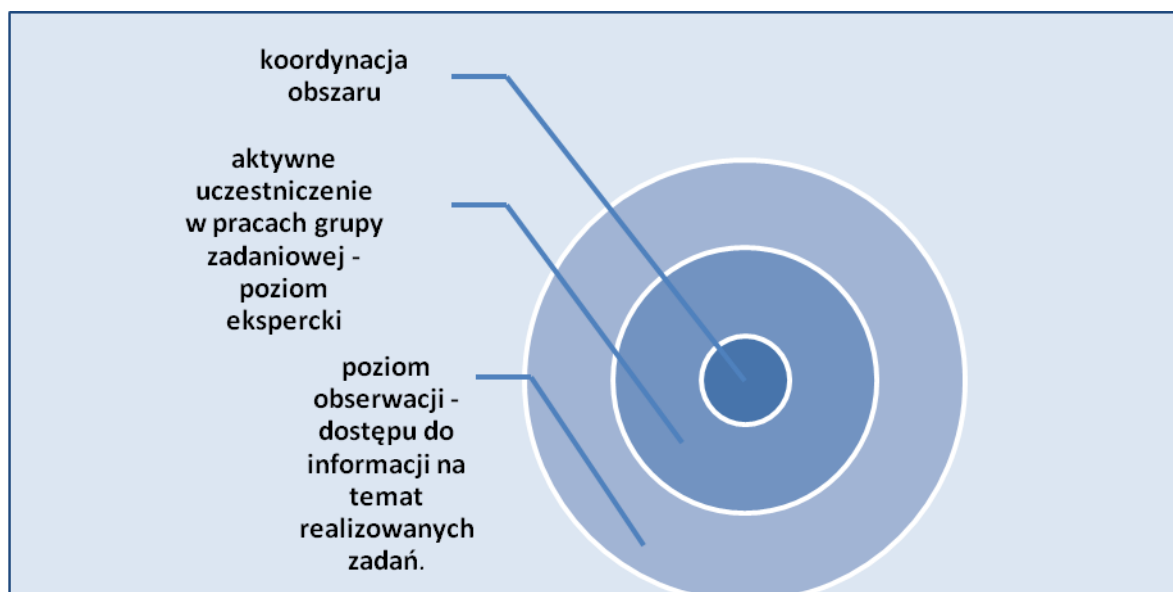 koordynacja
obszaru
aktywne
uczestniczenie
w pracach grupy
zadaniowej -
poziom
ekspercki
poziom
obserwacji -
dostępu do
informacji na
temat
realizowanych
zadań.